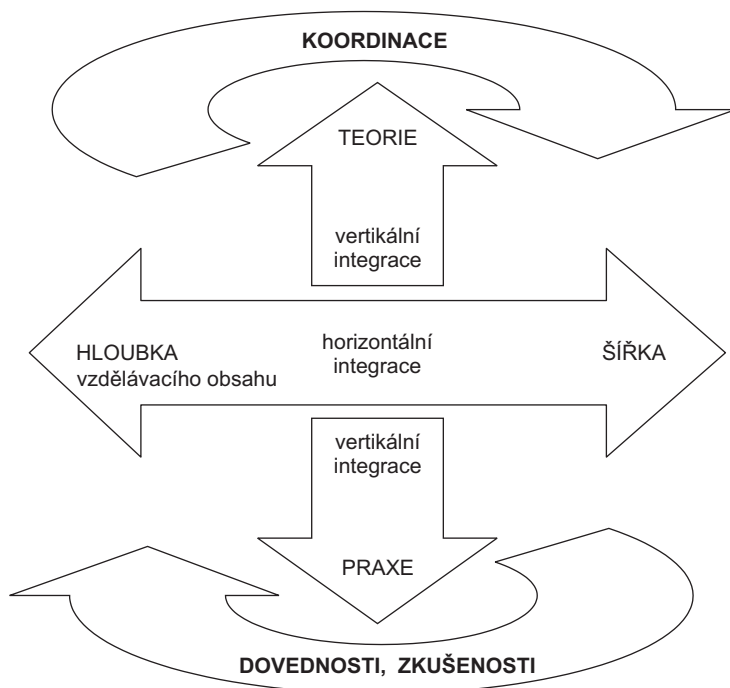 KOORDINACE
TEORIE
vertikální
integrace
HLOUBKA
vzdělávacího obsahu
horizontální
integrace
ŠÍŘKA
vertikální
integrace
PRAXE
DOVEDNOSTI, ZKUŠENOSTI